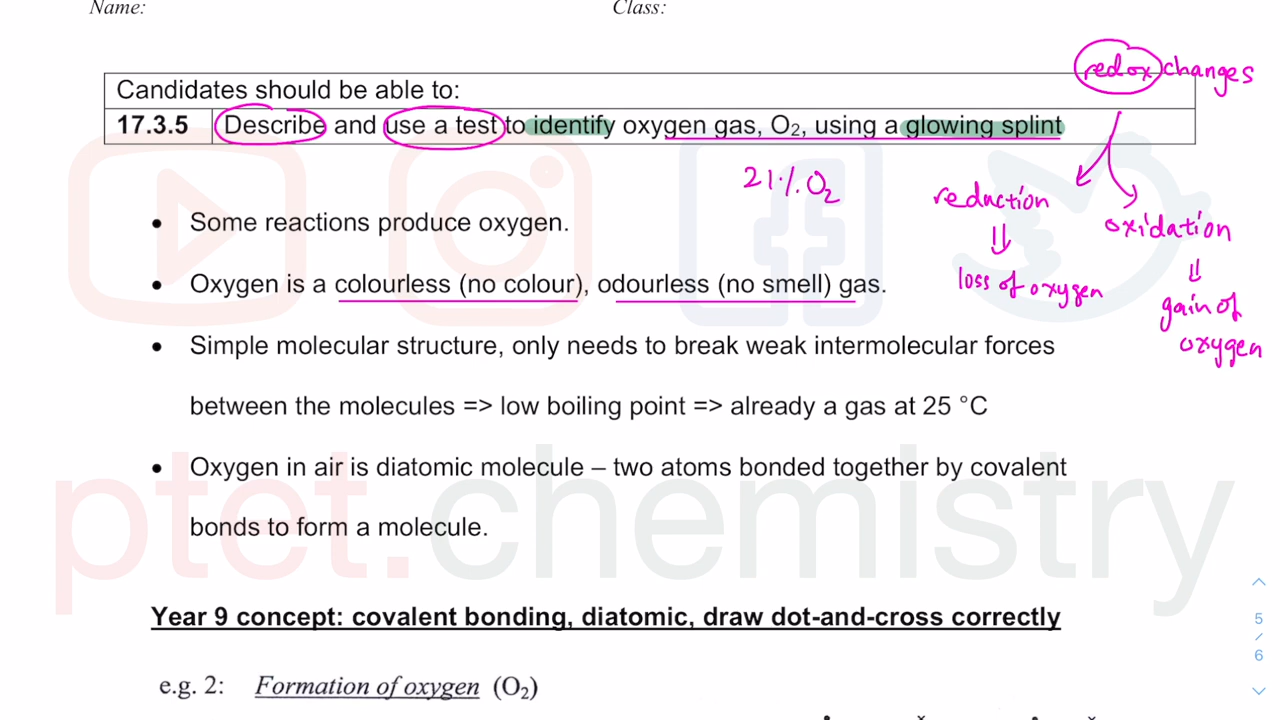 Name: Class:
redox changes
Candidates should be able to:
17.3.5 Describe and use a test to identify oxygen gas, O₂, using a glowing splint
21% O₂
reduction
oxidation
• Some reactions produce oxygen.
• Oxygen is a colourless (no colour), odourless (no smell) gas.
loss of oxygen
gain of
oxygen
• Simple molecular structure, only needs to break weak intermolecular forces
between the molecules => low boiling point => already a gas at 25 °C
• Oxygen in air is diatomic molecule – two atoms bonded together by covalent
bonds to form a molecule.
ptet.chemistry
Year 9 concept: covalent bonding, diatomic, draw dot-and-cross correctly
5
/
6
e.g. 2: Formation of oxygen (O₂)